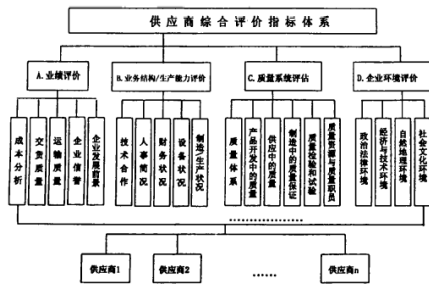 供应商综合评价指标体系
A.业绩评价
B.业务结构/生产能力评价
C.质量系统评估
D.企业环境评价
成本分析
交货质量
运输质量
企业信誉
企业发展前景
技术合作
人事简况
财务状况
设备状况
制造/生产状况
质量体系
产品开发中的质量
供应中的质量
制造中的质量保证
质量检验和试验
质量资源与质量职员
政治法律环境
经济与技术环境
自然地理环境
社会文化环境
………………
供应商1
供应商2
……
供应商n